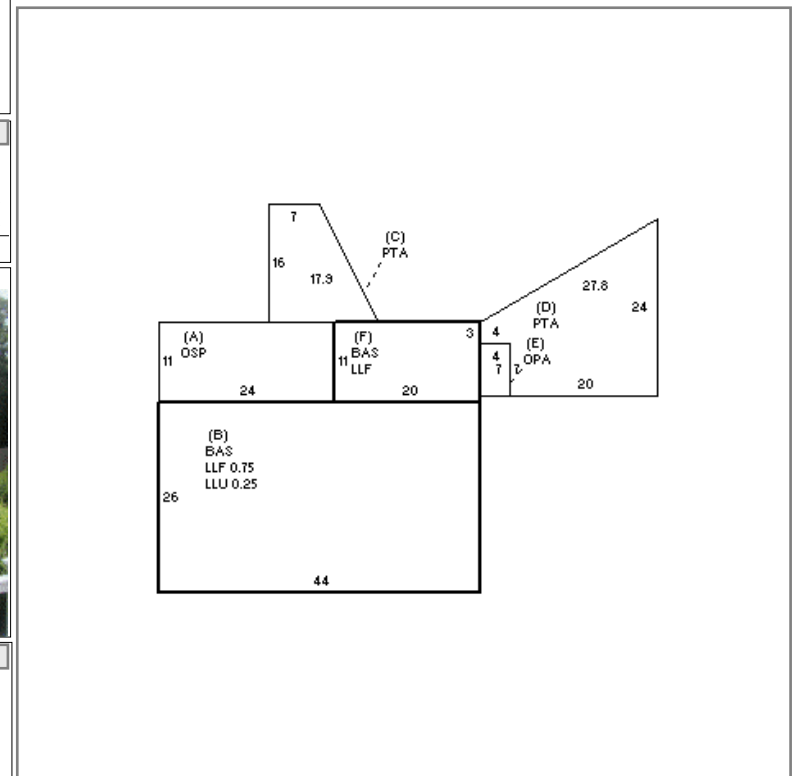 7
(C)
PTA
16
17.9
27.8
24
(D)
PTA
3
4
(A)
OSP
(F)
BAS
LLF
(E)
OPA
11
11
4
7
7
24
20
20
(B)
BAS
LLF 0.75
LLU 0.25
26
44